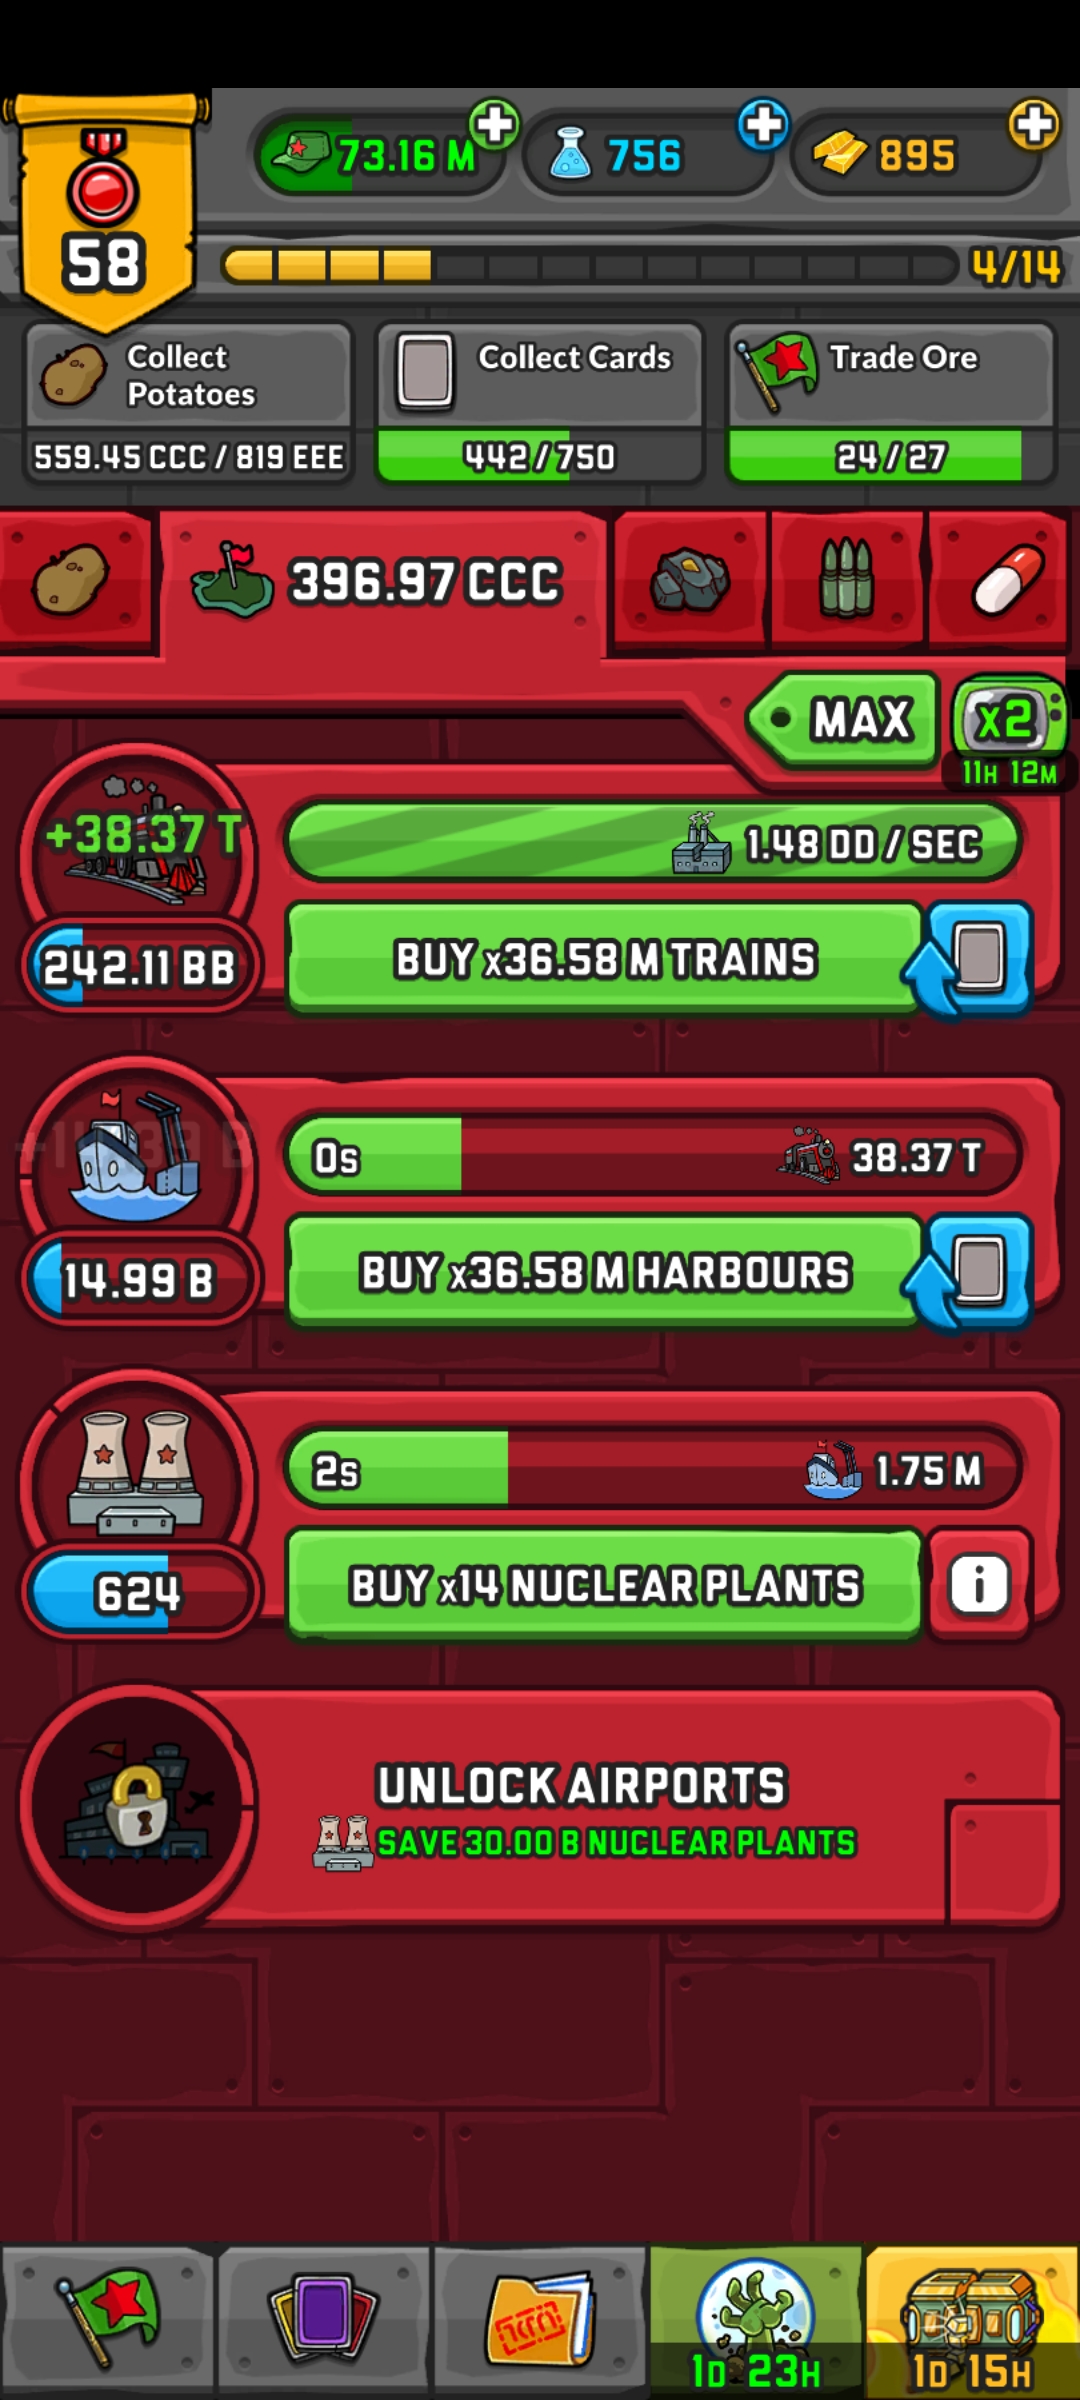 73.16 M
756
895
58
4/14
Collect
Potatoes
Collect Cards
Trade Ore
559.45 CCC / 819 EEE
442/750
24/27
396.97 CCC
MAX
x2
11H 12M
+38.37 T
1.48 DD / SEC
242.11 BB
BUY x36.58 M TRAINS
0s
38.37 T
14.99 B
BUY x36.58 M HARBOURS
2s
1.75 M
624
BUY x14 NUCLEAR PLANTS
i
UNLOCK AIRPORTS
SAVE 30.00 B NUCLEAR PLANTS
1D 23H
1D 15H